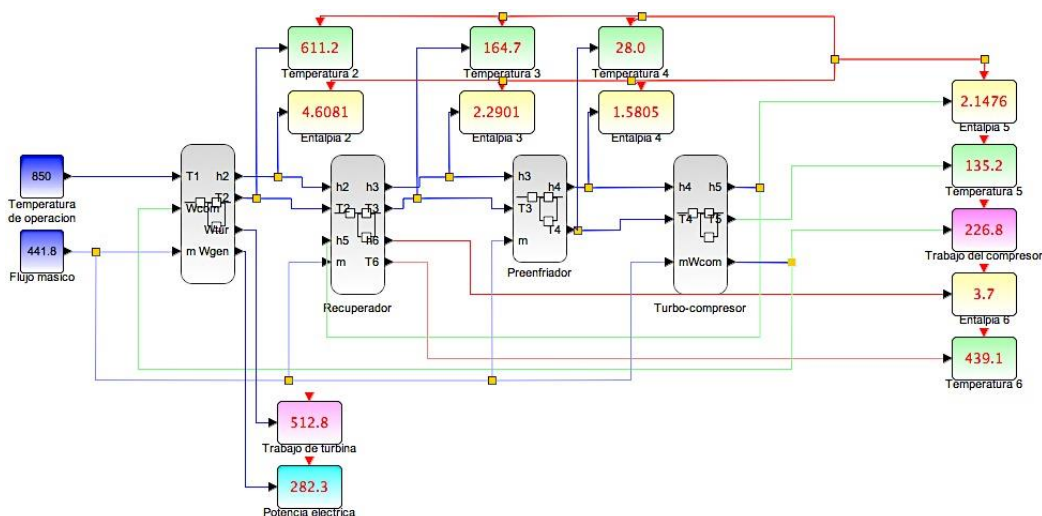 611.2
Temperatura 2
164.7
Temperatura 3
28.0
Temperatura 4
4.6081
Entalpia 2
2.2901
Entalpia 3
1.5805
Entalpia 4
2.1476
Entalpia 5
850
Temperatura
de operacion
441.8
Flujo masico
T1
h2
T2
Wcom
Wtur
m
Wgen
h2
h3
T2
T3
h5
h6
m
T6
Recuperador
h3
h4
T3
T4
m
Preenfriador
h4
h5
T4
T5
m
Wcom
Turbo-compresor
135.2
Temperatura 5
226.8
Trabajo del compresor
3.7
Entalpia 6
439.1
Temperatura 6
512.8
Trabajo de turbina
282.3
Potencia electrica